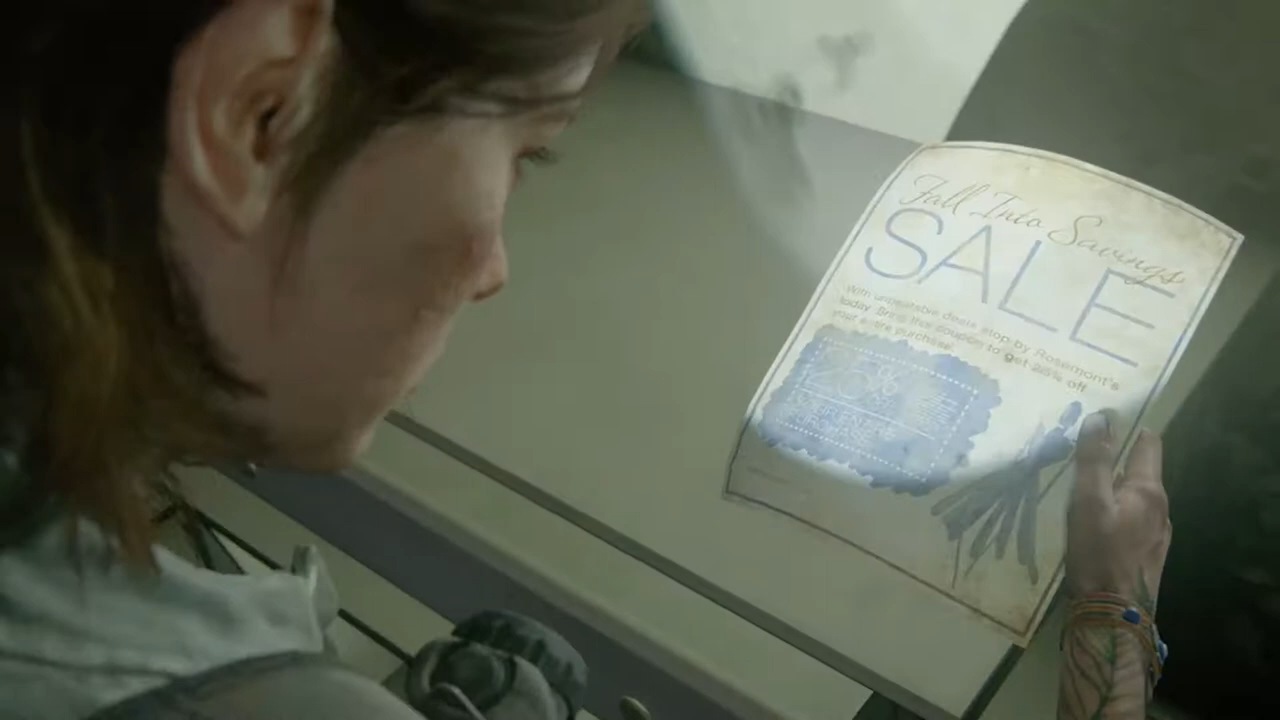 Fall Into Savings
SALE
With unbeatable deals stop by Rosemont's
today. Bring this coupon to get 25% off
your entire purchase.
25%